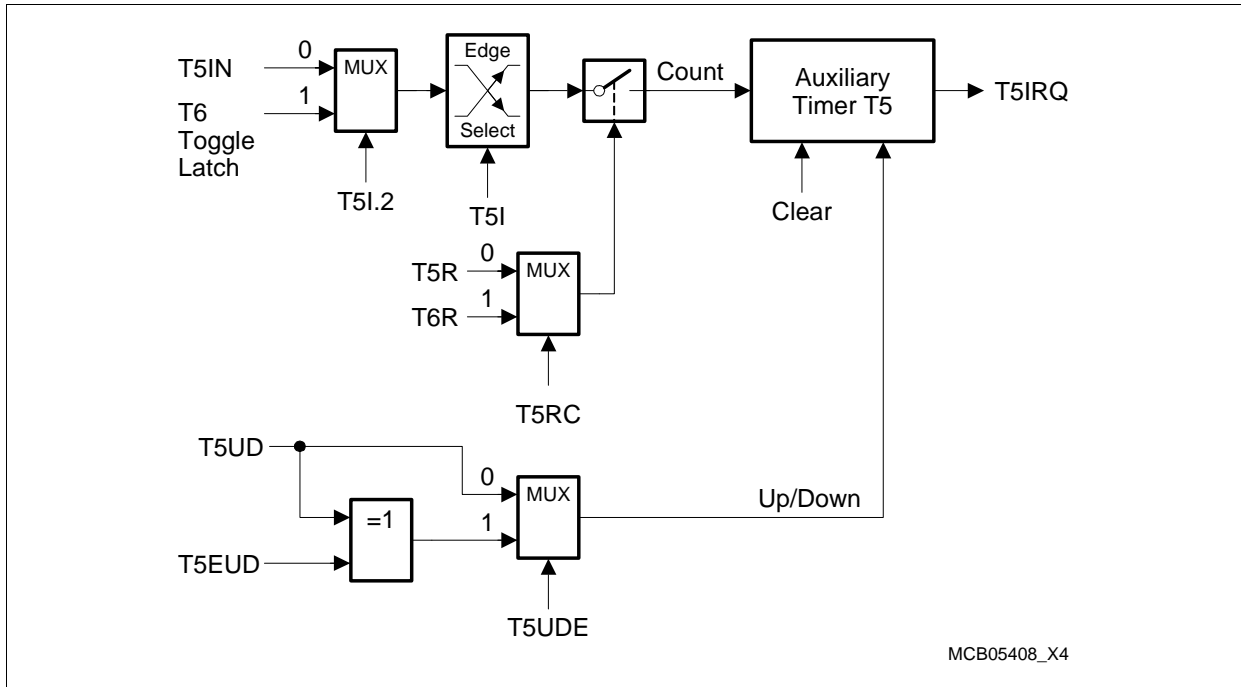 T5IN
0
MUX
T6
Toggle
Latch
1
T5I.2
Edge
Select
T5I
Count
Auxiliary
Timer T5
T5IRQ
Clear
T5R
0
MUX
T6R
1
T5RC
T5UD
0
MUX
Up/Down
=1
1
T5EUD
T5UDE
MCB05408_X4